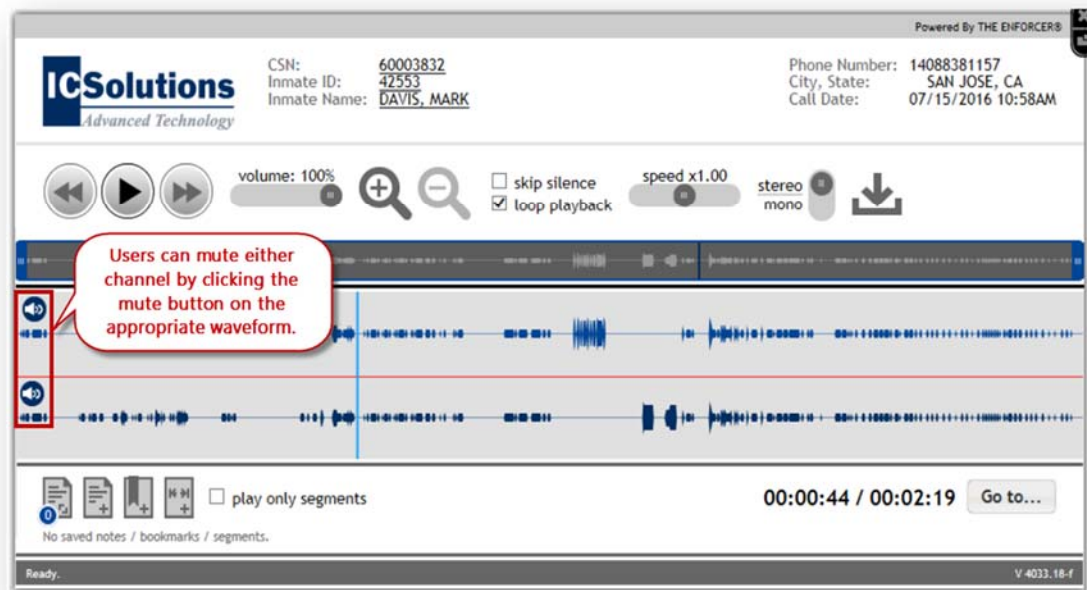 Powered By THE ENFORCER®
ICSolutions
Advanced Technology
CSN: 60003832
Inmate ID: 42553
Inmate Name: DAVIS, MARK
Phone Number: 14088381157
City, State: SAN JOSE, CA
Call Date: 07/15/2016 10:58AM
volume: 100%
skip silence
loop playback
speed x1.00
stereo
mono
Users can mute either
channel by clicking the
mute button on the
appropriate waveform.
0
play only segments
00:00:44 / 00:02:19
Go to...
No saved notes / bookmarks / segments.
Ready.
V 4033.18-f